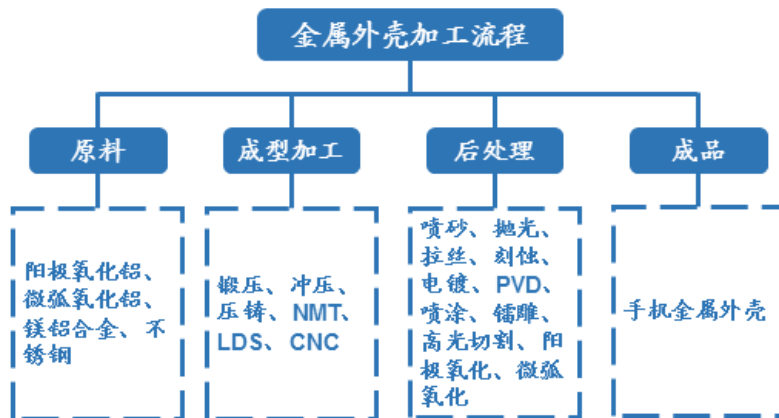 金属外壳加工流程
原料
成型加工
后处理
成品
阳极氧化铝、
微弧氧化铝、
镁铝合金、不
锈钢
锻压、冲压、
压铸、NMT、
LDS、CNC
喷砂、抛光、
拉丝、刻蚀、
电镀、PVD、
喷涂、镭雕、
高光切割、阳
极氧化、微弧
氧化
手机金属外壳